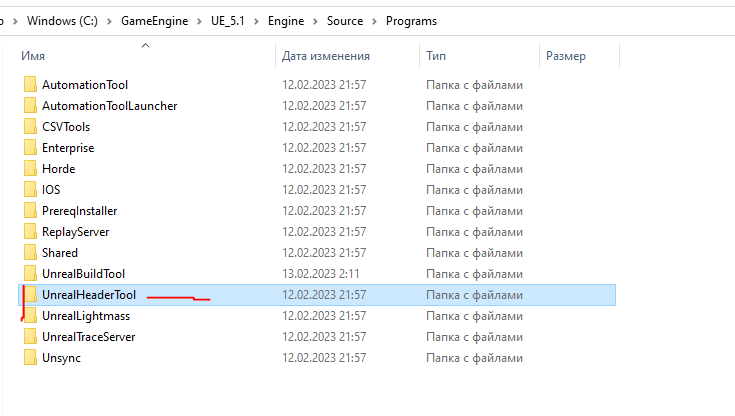 Windows (C:) > GameEngine > UE_5.1 > Engine > Source > Programs
Имя Дата изменения Тип Размер
AutomationTool 12.02.2023 21:57 Папка с файлами
AutomationToolLauncher 12.02.2023 21:57 Папка с файлами
CSVTools 12.02.2023 21:57 Папка с файлами
Enterprise 12.02.2023 21:57 Папка с файлами
Horde 12.02.2023 21:57 Папка с файлами
IOS 12.02.2023 21:57 Папка с файлами
PrereqInstaller 12.02.2023 21:57 Папка с файлами
ReplayServer 12.02.2023 21:57 Папка с файлами
Shared 12.02.2023 21:57 Папка с файлами
UnrealBuildTool 13.02.2023 2:11 Папка с файлами
UnrealHeaderTool 12.02.2023 21:57 Папка с файлами
UnrealLightmass 12.02.2023 21:57 Папка с файлами
UnrealTraceServer 12.02.2023 21:57 Папка с файлами
Unsync 12.02.2023 21:57 Папка с файлами